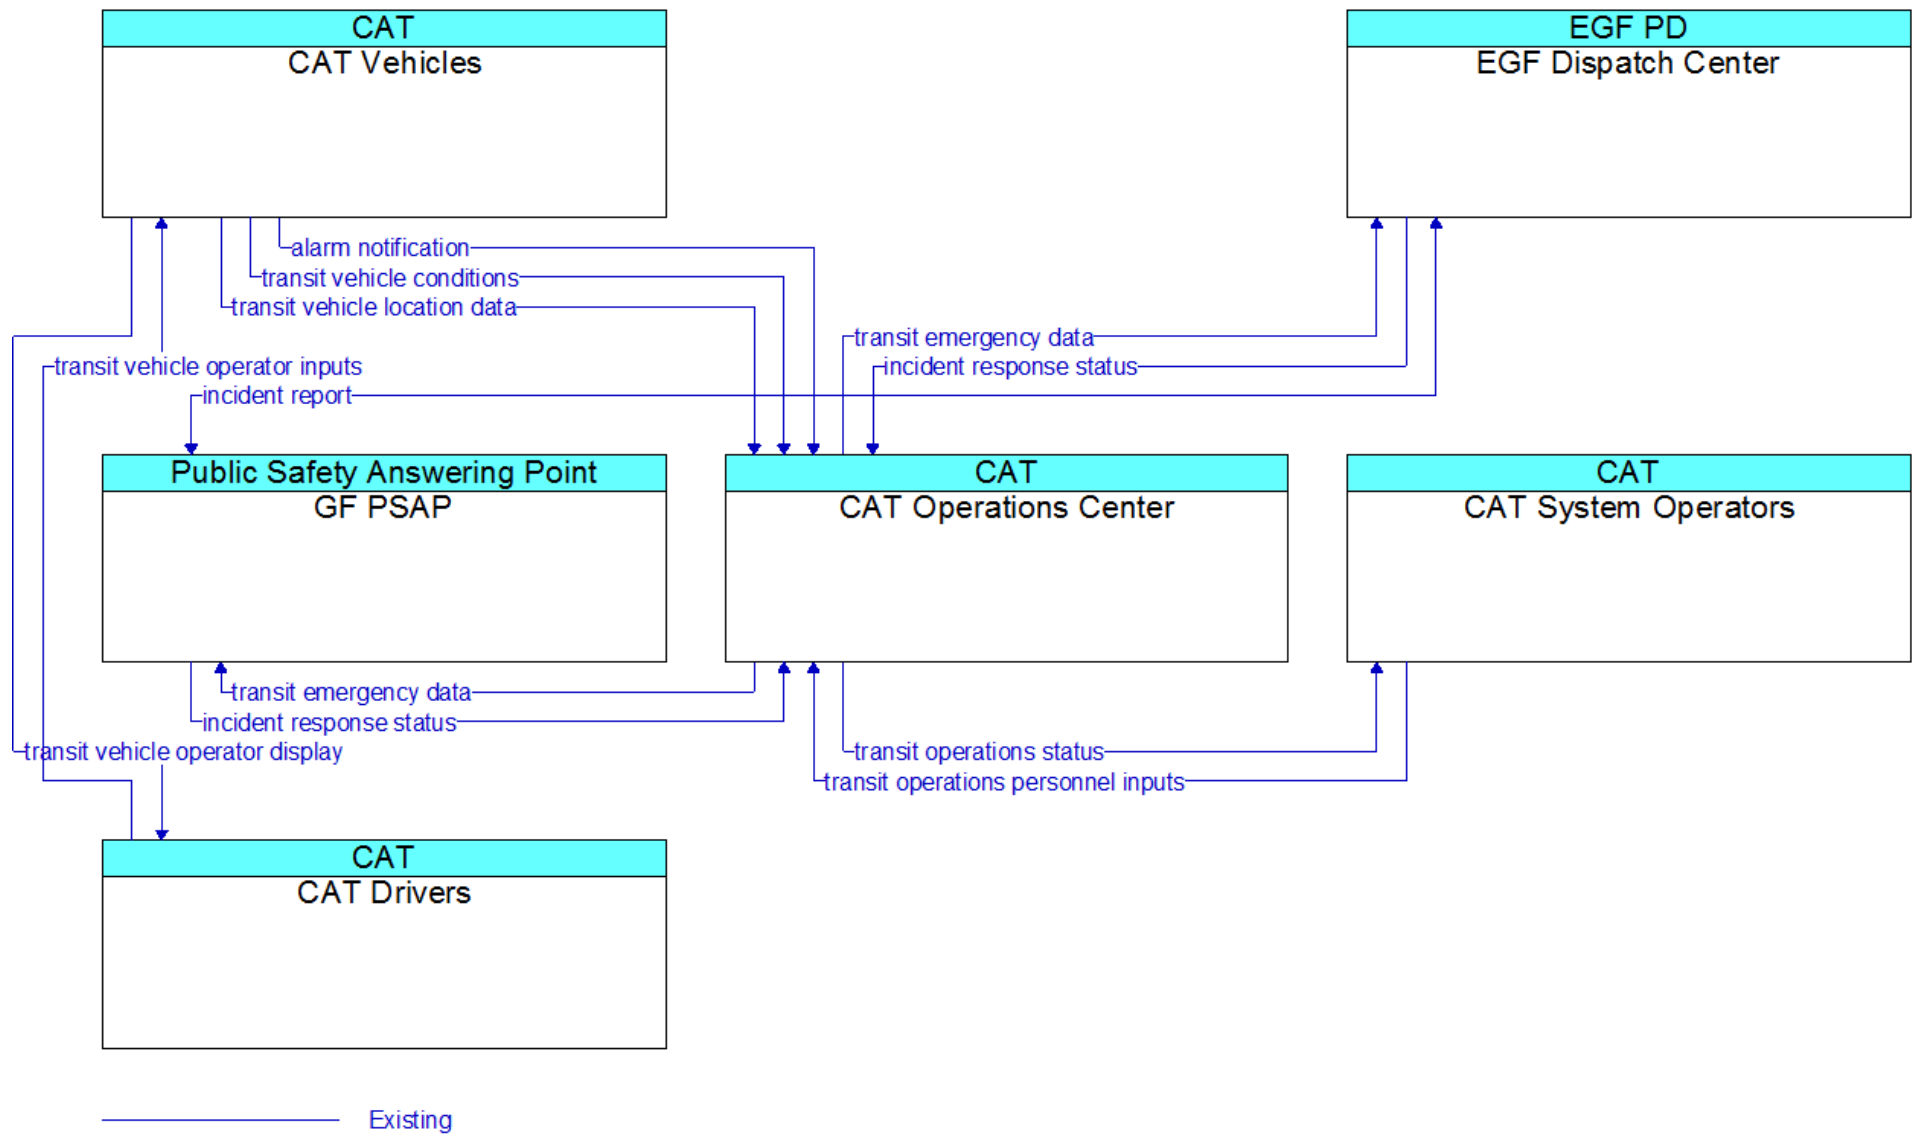 CAT
CAT Vehicles
EGF PD
EGF Dispatch Center
alarm notification
transit vehicle conditions
transit vehicle location data
transit emergency data
transit vehicle operator inputs
incident response status
incident report
Public Safety Answering Point
GF PSAP
CAT
CAT Operations Center
CAT
CAT System Operators
transit emergency data
incident response status
transit vehicle operator display
transit operations status
transit operations personnel inputs
CAT
CAT Drivers
Existing